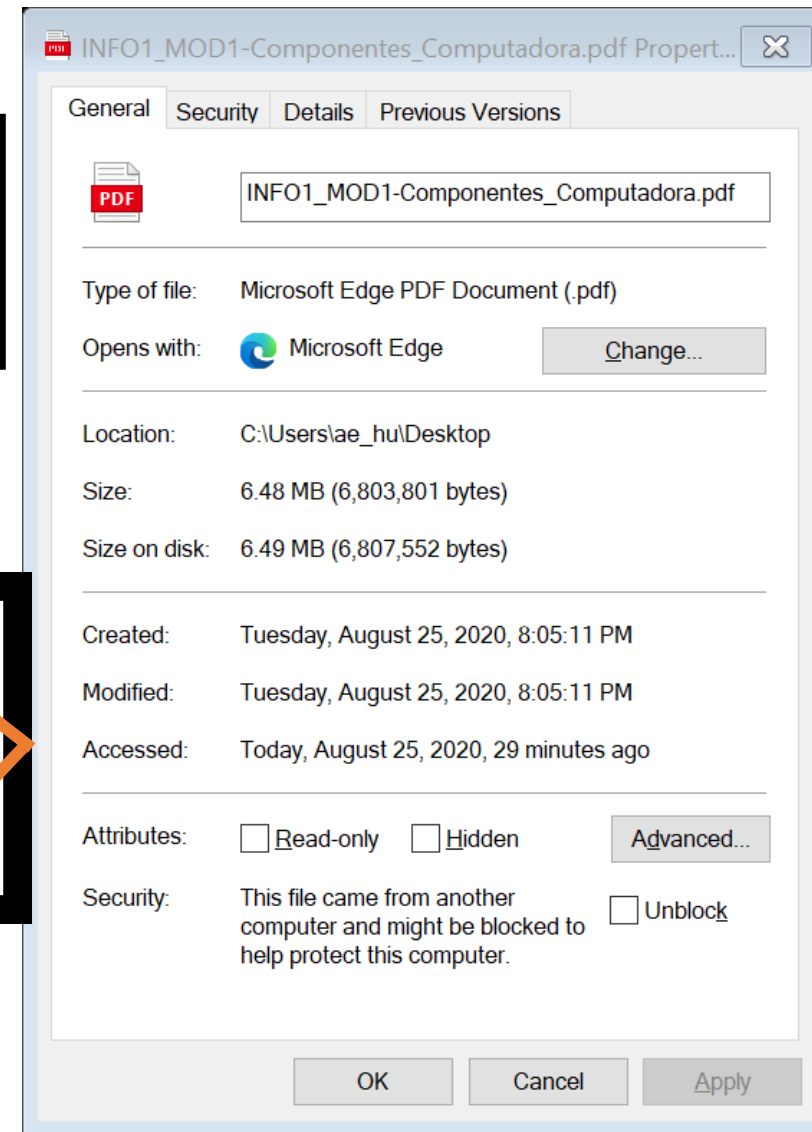 INFO1_MOD1-Componentes_Computadora.pdf Propert...
General Security Details Previous Versions
PDF
INFO1_MOD1-Componentes_Computadora.pdf
Type of file: Microsoft Edge PDF Document (.pdf)
Opens with: Microsoft Edge Change...
Location: C:\Users\ae_hu\Desktop
Size: 6.48 MB (6,803,801 bytes)
Size on disk: 6.49 MB (6,807,552 bytes)
Created: Tuesday, August 25, 2020, 8:05:11 PM
Modified: Tuesday, August 25, 2020, 8:05:11 PM
Accessed: Today, August 25, 2020, 29 minutes ago
Attributes: Read-only Hidden Advanced...
Security: This file came from another
computer and might be blocked to Unblock
help protect this computer.
OK Cancel Apply